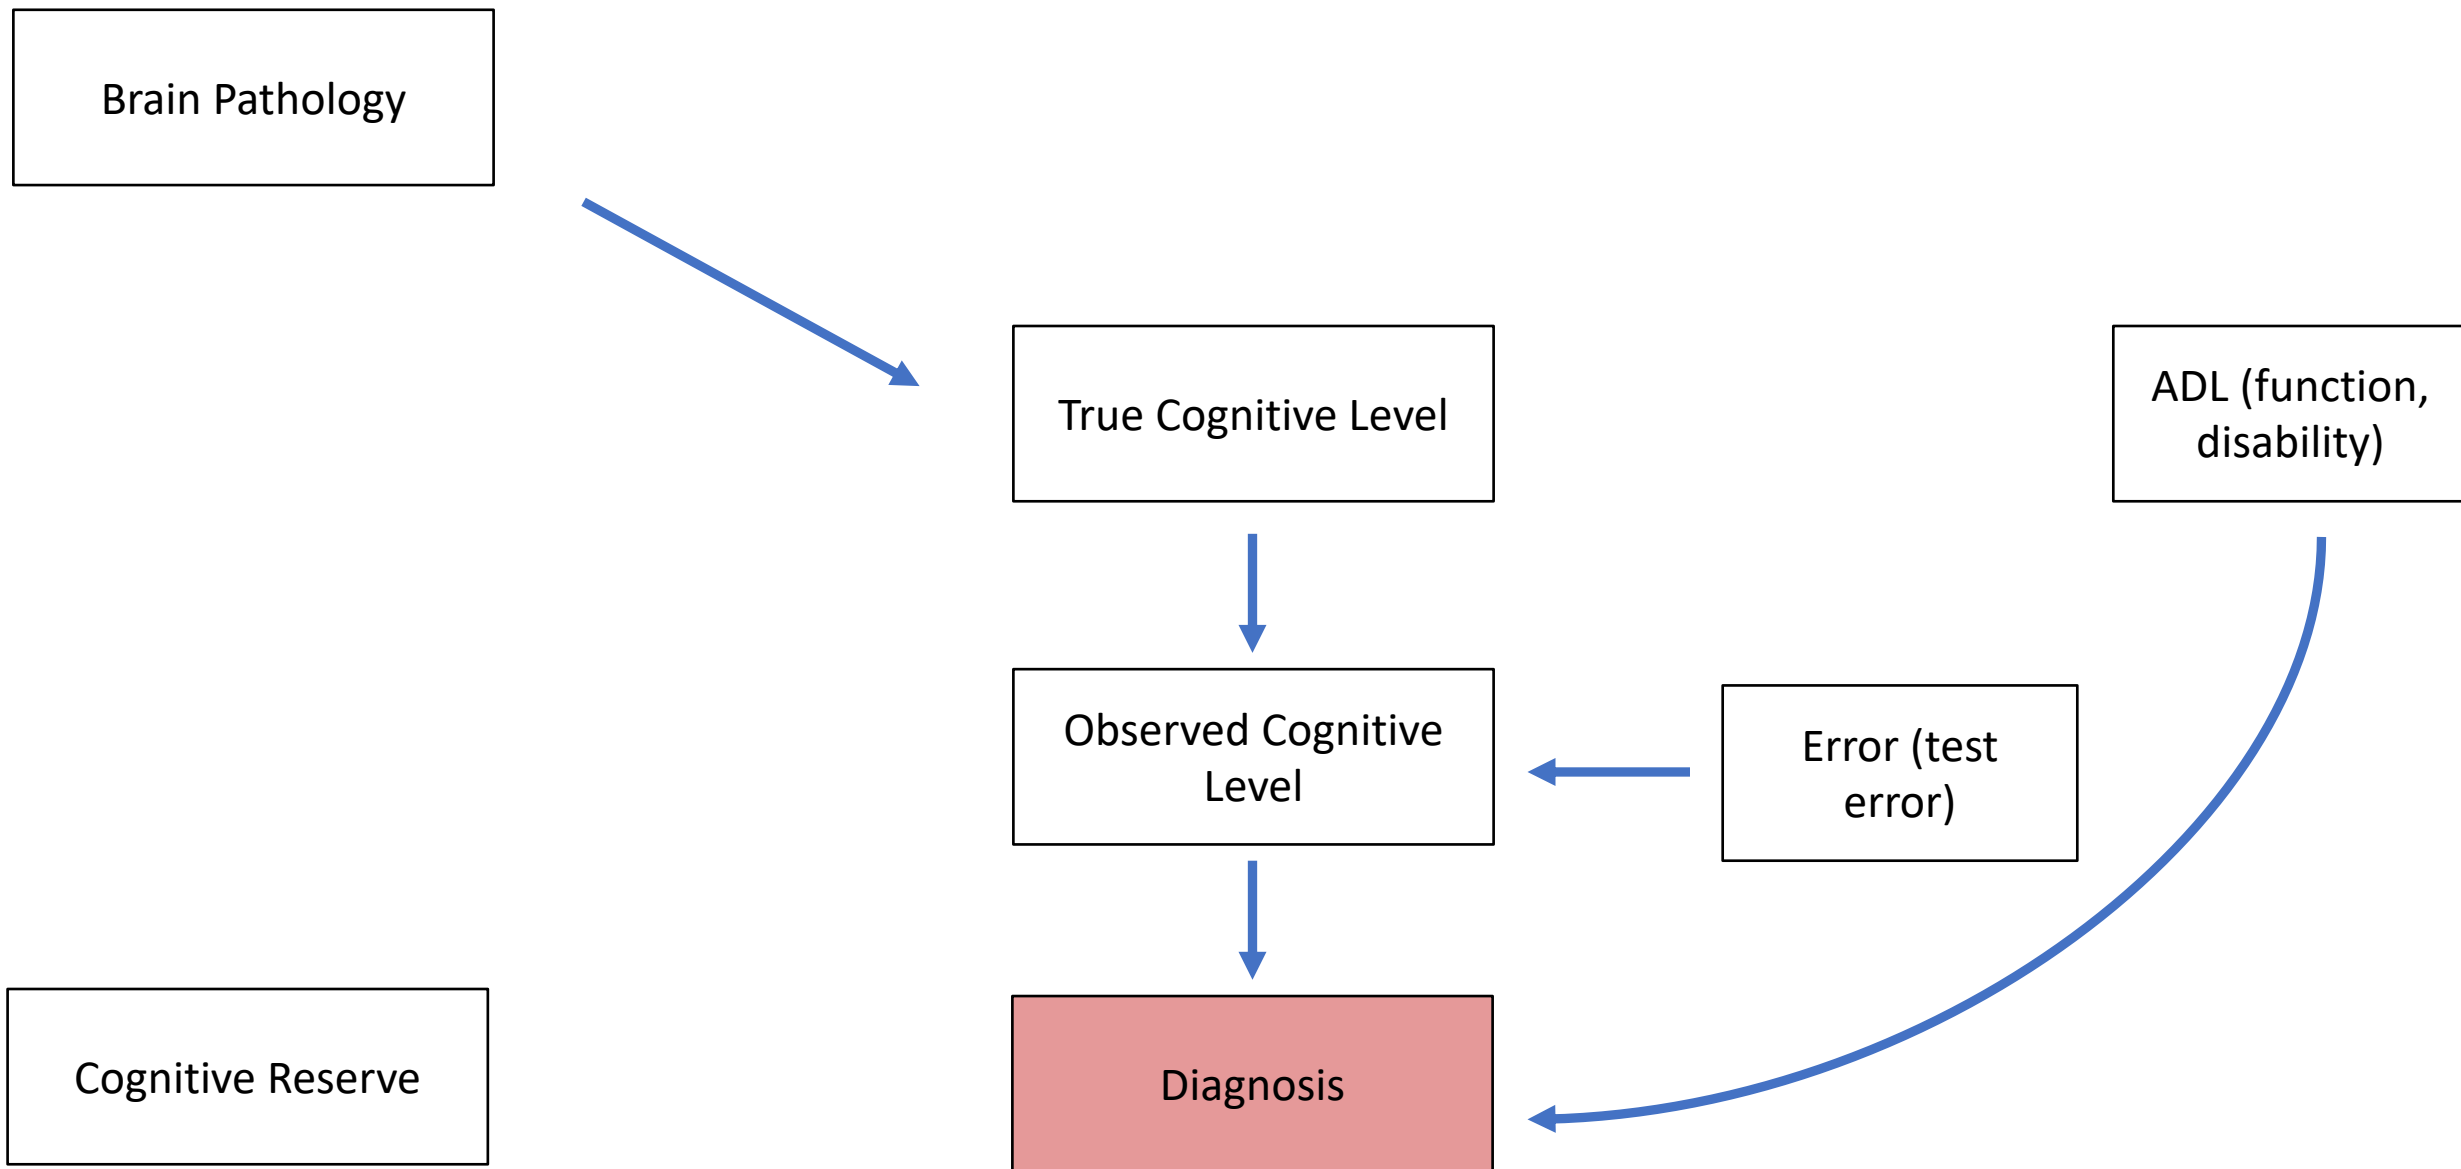 Brain Pathology
True Cognitive Level
ADL (function,
disability)
Observed Cognitive
Level
Error (test
error)
Cognitive Reserve
Diagnosis